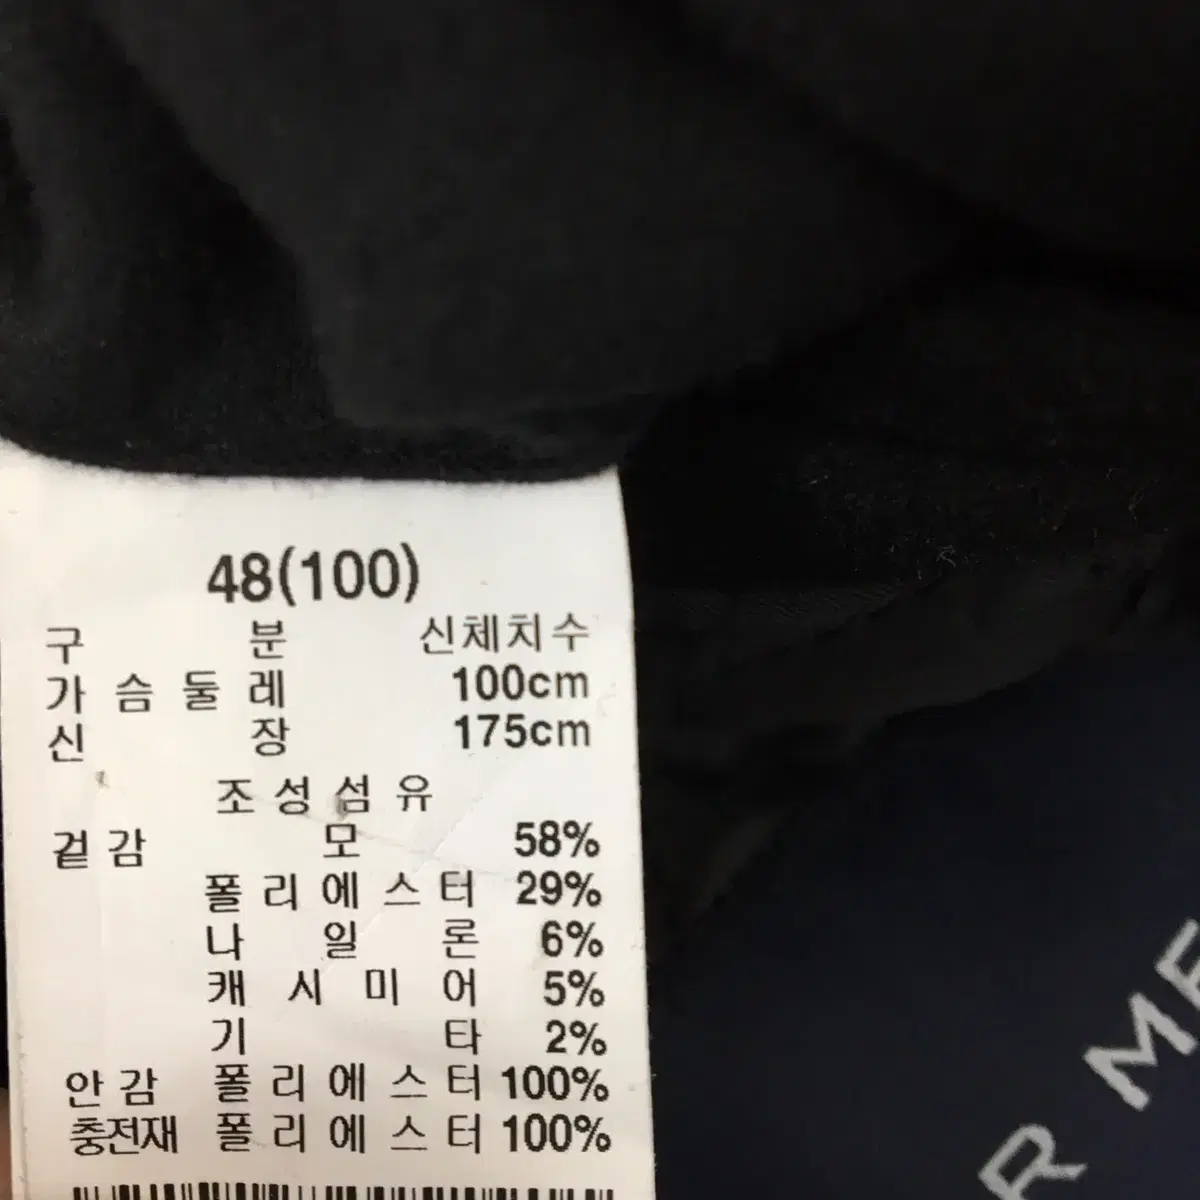 48(100)
구 분 신체치수
가 슴 둘 레 100cm
신 장 175cm
조 성 섬 유
겉 감 모 58%
폴 리 에 스 터 29%
나 일 론 6%
캐 시 미 어 5%
기 타 2%
안 감 폴 리 에 스 터 100%
충전재 폴 리 에 스 터 100%
R ME